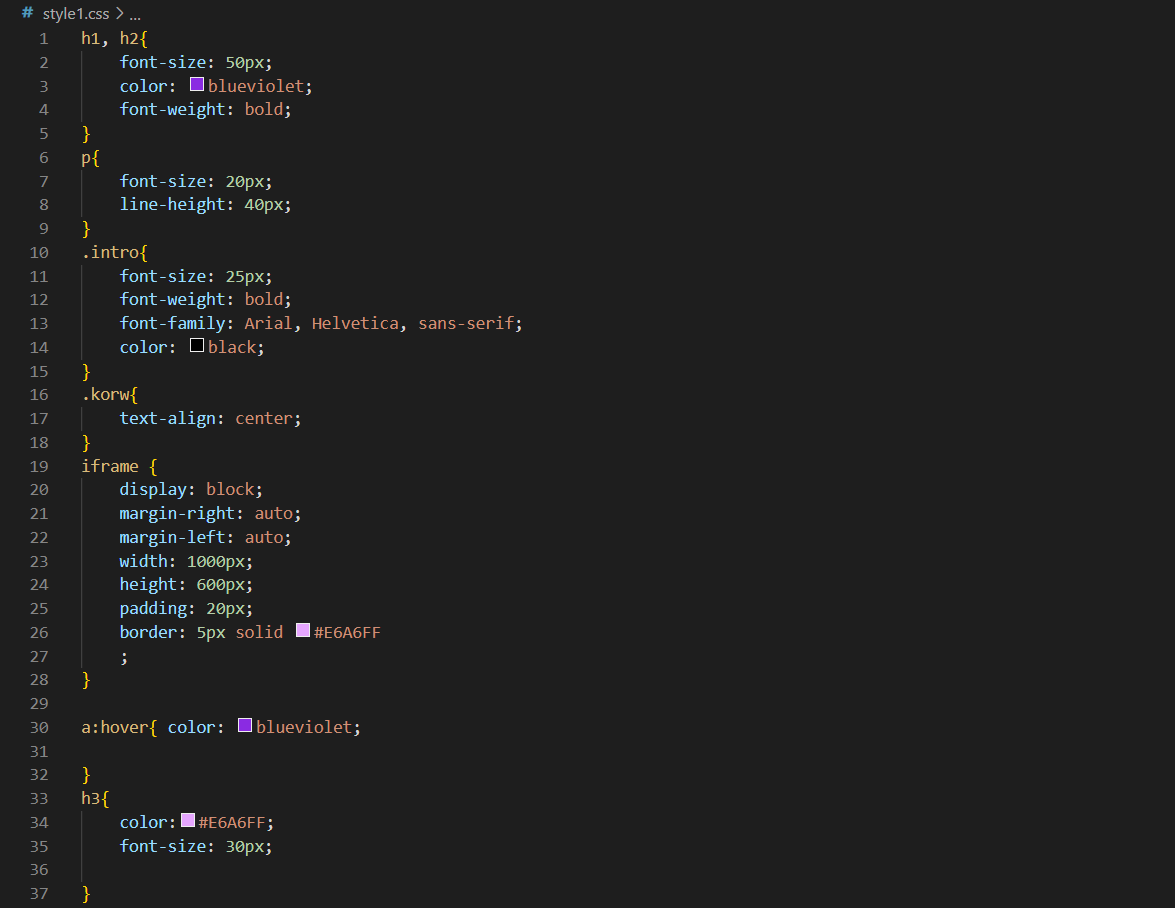 # style1.css > ...
1 h1, h2{
2 font-size: 50px;
3 color: blueviolet;
4 font-weight: bold;
5 }
6 p{
7 font-size: 20px;
8 line-height: 40px;
9 }
10 .intro{
11 font-size: 25px;
12 font-weight: bold;
13 font-family: Arial, Helvetica, sans-serif;
14 color: black;
15 }
16 .korw{
17 text-align: center;
18 }
19 iframe {
20 display: block;
21 margin-right: auto;
22 margin-left: auto;
23 width: 1000px;
24 height: 600px;
25 padding: 20px;
26 border: 5px solid #E6A6FF
27 ;
28 }
29
30 a:hover{ color: blueviolet;
31
32 }
33 h3{
34 color: #E6A6FF;
35 font-size: 30px;
36
37 }